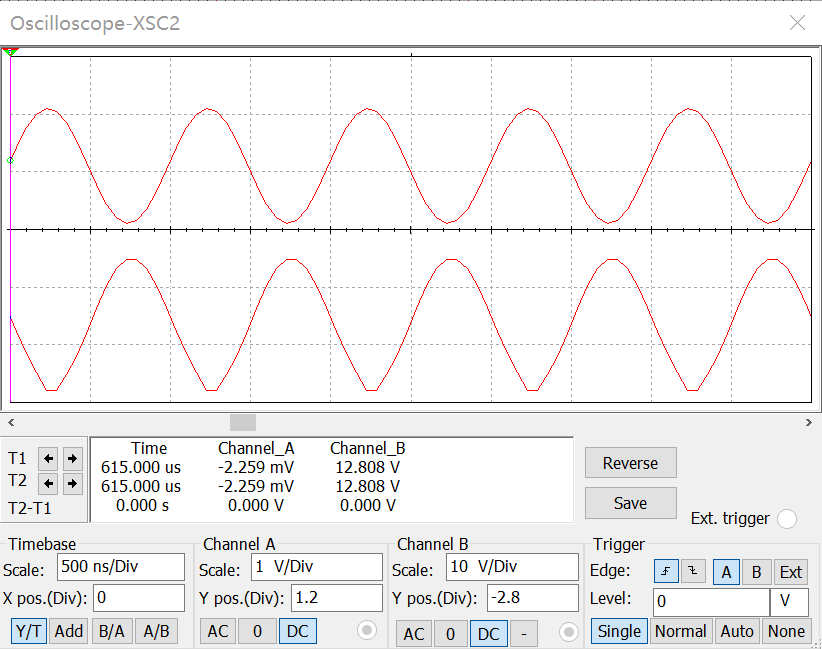 Oscilloscope-XSC2
T1
T2
T2-T1
Time Channel_A Channel_B
615.000 us -2.259 mV 12.808 V
615.000 us -2.259 mV 12.808 V
0.000 s 0.000 V 0.000 V
Reverse
Save
Ext. trigger
Timebase
Scale: 500 ns/Div
X pos.(Div): 0
Y/T Add B/A A/B
Channel A
Scale: 1 V/Div
Y pos.(Div): 1.2
AC 0 DC
Channel B
Scale: 10 V/Div
Y pos.(Div): -2.8
AC 0 DC -
Trigger
Edge: A B Ext
Level: 0 V
Single Normal Auto None